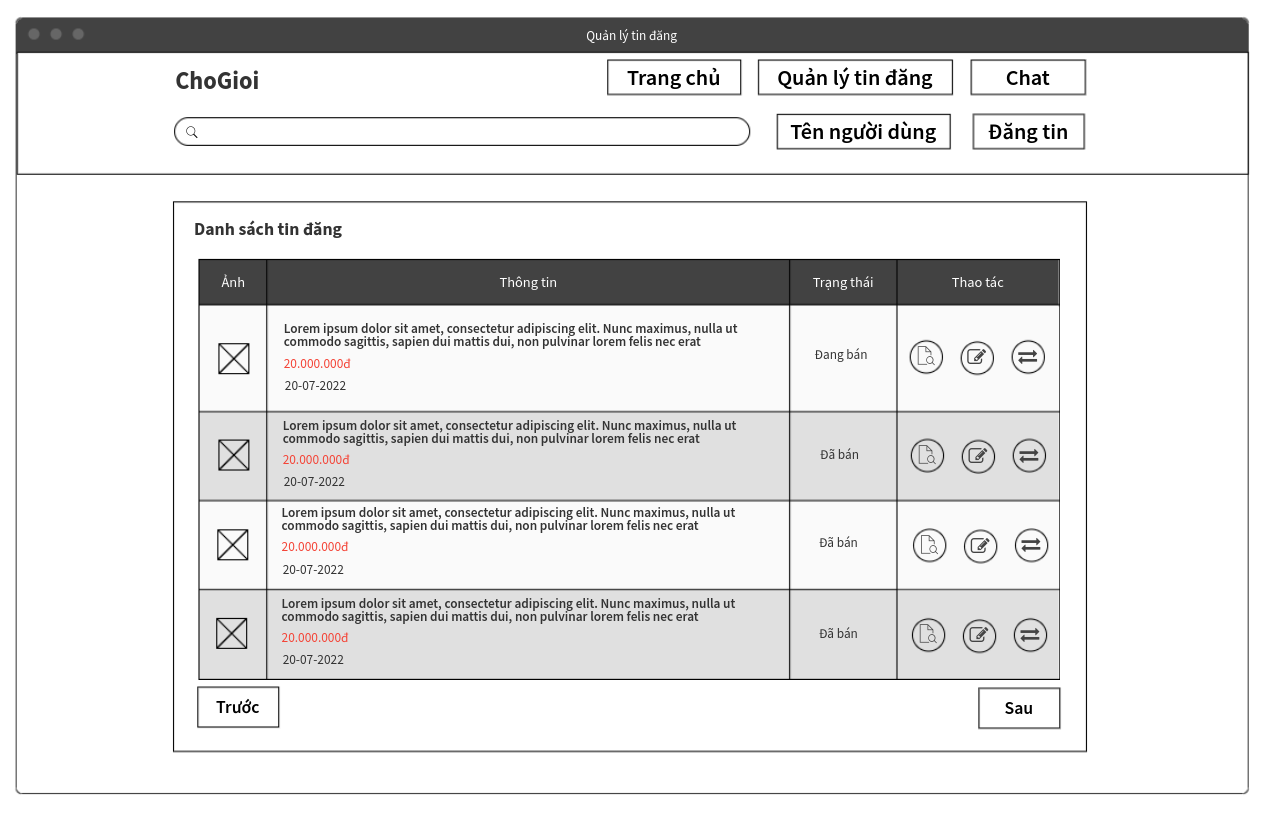 Quản lý tin đăng
ChoGioi
Trang chủ
Quản lý tin đăng
Chat
Tên người dùng
Đăng tin
Danh sách tin đăng
Ảnh
Thông tin
Trạng thái
Thao tác
Lorem ipsum dolor sit amet, consectetur adipiscing elit. Nunc maximus, nulla ut
commodo sagittis, sapien dui mattis dui, non pulvinar lorem felis nec erat
20.000.000đ
20-07-2022
Đang bán
Lorem ipsum dolor sit amet, consectetur adipiscing elit. Nunc maximus, nulla ut
commodo sagittis, sapien dui mattis dui, non pulvinar lorem felis nec erat
20.000.000đ
20-07-2022
Đã bán
Lorem ipsum dolor sit amet, consectetur adipiscing elit. Nunc maximus, nulla ut
commodo sagittis, sapien dui mattis dui, non pulvinar lorem felis nec erat
20.000.000đ
20-07-2022
Đã bán
Lorem ipsum dolor sit amet, consectetur adipiscing elit. Nunc maximus, nulla ut
commodo sagittis, sapien dui mattis dui, non pulvinar lorem felis nec erat
20.000.000đ
20-07-2022
Đã bán
Trước
Sau